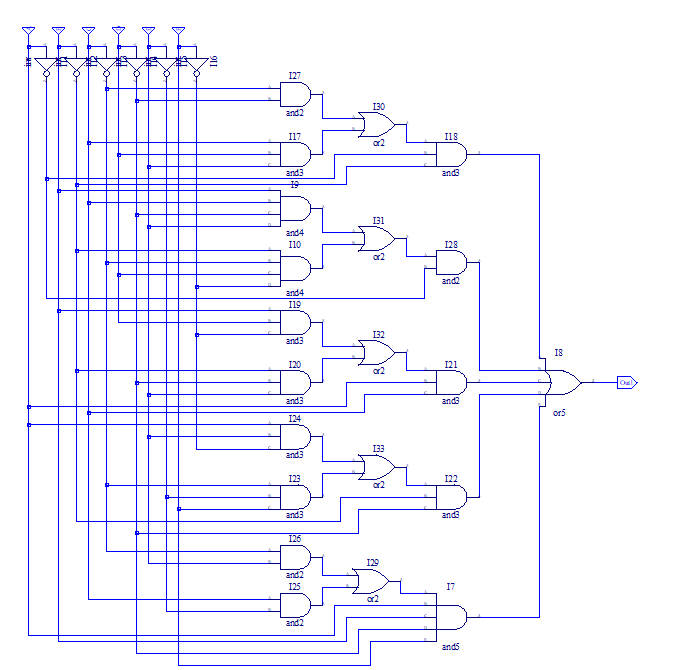 I16
I27
and2
I30
or2
I17
and3
I18
and3
I9
and4
I31
or2
I10
and4
I28
and2
I19
and3
I32
or2
I20
and3
I21
and3
I8
or5
Out1
I24
and3
I33
or2
I23
and3
I22
and3
I26
and2
I29
or2
I25
and2
I7
and5